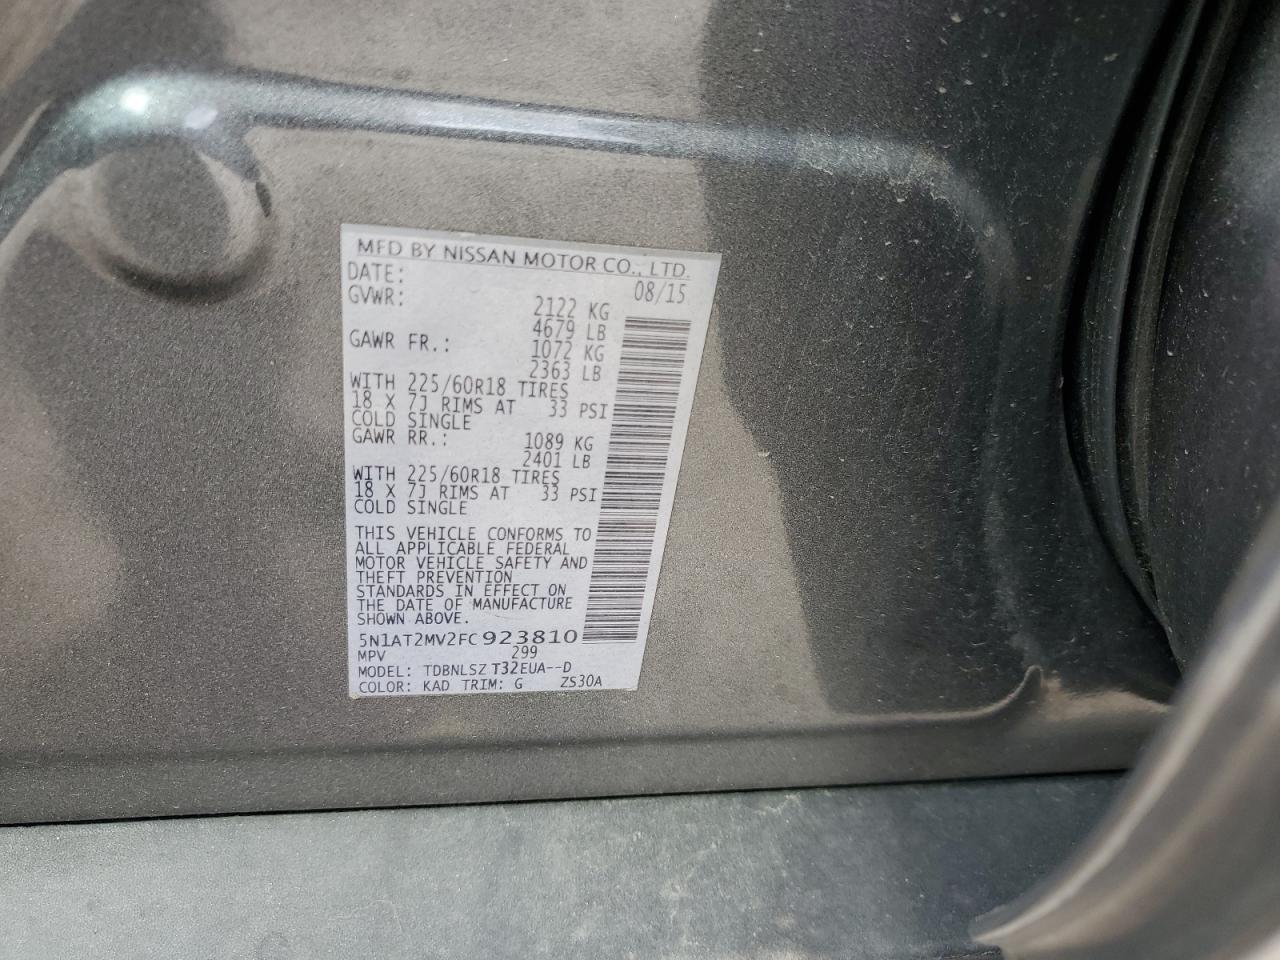 MFD BY NISSAN MOTOR CO., LTD.
DATE: 08/15
GVWR: 2122 KG
4679 LB
GAWR FR.: 1072 KG
2363 LB
WITH 225/60R18 TIRES
18 X 7J RIMS AT 33 PSI
COLD SINGLE
GAWR RR.: 1089 KG
2401 LB
WITH 225/60R18 TIRES
18 X 7J RIMS AT 33 PSI
COLD SINGLE
THIS VEHICLE CONFORMS TO
ALL APPLICABLE FEDERAL
MOTOR VEHICLE SAFETY AND
THEFT PREVENTION
STANDARDS IN EFFECT ON
THE DATE OF MANUFACTURE
SHOWN ABOVE.
5N1AT2MV2FC923810
MPV 299
MODEL: TDBNLSZ T32EUA--D
COLOR: KAD TRIM: G ZS30A